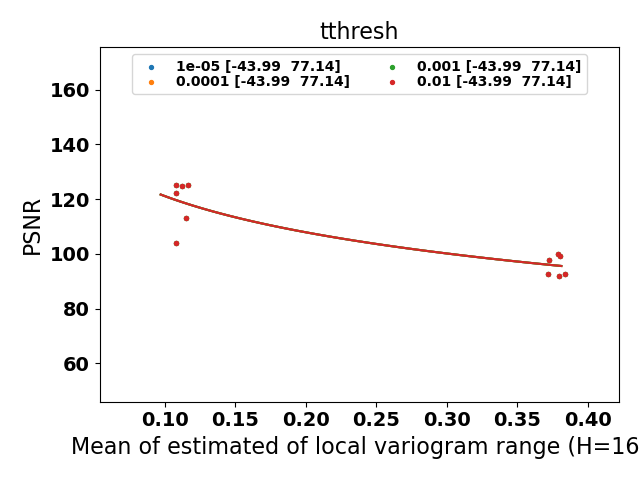 tthresh
1e-05 [-43.99  77.14]
0.0001 [-43.99  77.14]
0.001 [-43.99  77.14]
0.01 [-43.99  77.14]
PSNR
160
140
120
100
80
60
0.10 0.15 0.20 0.25 0.30 0.35 0.40
Mean of estimated of local variogram range (H=16